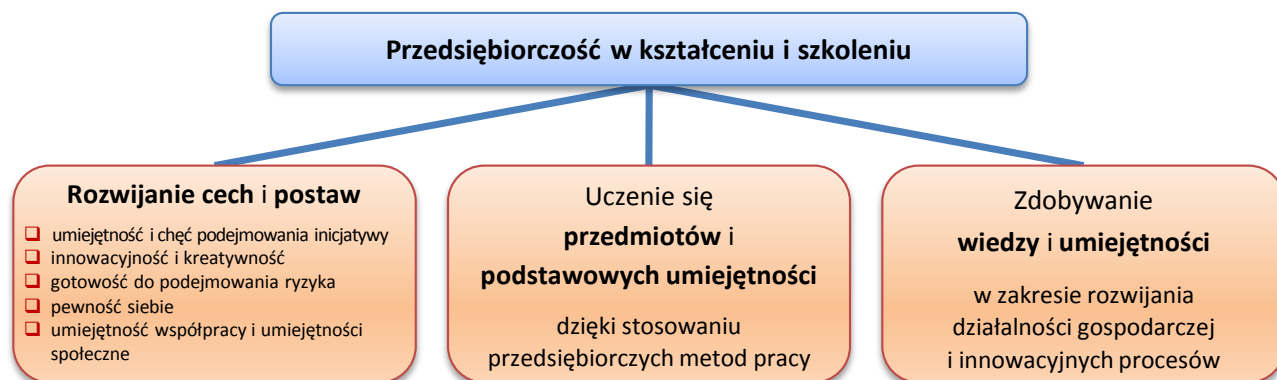 Przedsiębiorczość w kształceniu i szkoleniu
Rozwijanie cech i postaw
umiejętność i chęć podejmowania inicjatywy
innowacyjność i kreatywność
gotowość do podejmowania ryzyka
pewność siebie
umiejętność współpracy i umiejętności
społeczne
Uczenie się
przedmiotów i
podstawowych umiejętności
dzięki stosowaniu
przedsiębiorczych metod pracy
Zdobywanie
wiedzy i umiejętności
w zakresie rozwijania
działalności gospodarczej
i innowacyjnych procesów